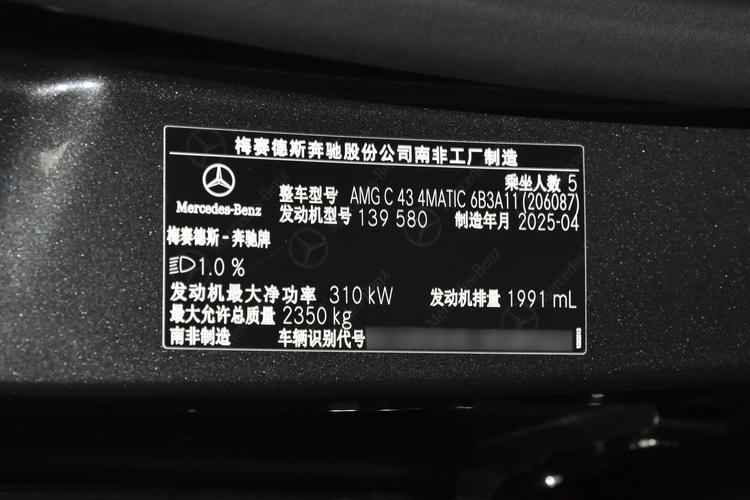 梅赛德斯奔驰股份公司南非工厂制造
乘坐人数 5
Mercedes-Benz
整车型号 AMG C 43 4MATIC 6B3A11 (206087)
发动机型号 139 580 制造年月 2025-04
梅赛德斯-奔驰牌
1.0 %
发动机最大净功率 310 kW 发动机排量 1991 mL
最大允许总质量 2350 kg
南非制造 车辆识别代号